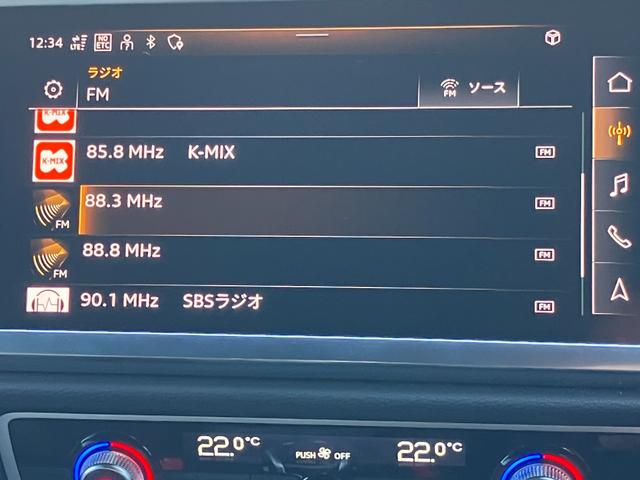 12:34 LTE NO ETC
ラジオ
FM
FM ソース
K-MIX 85.8 MHz K-MIX FM
FM 88.3 MHz FM
FM 88.8 MHz FM
90.1 MHz SBSラジオ FM
22.0°C PUSH OFF 22.0°C